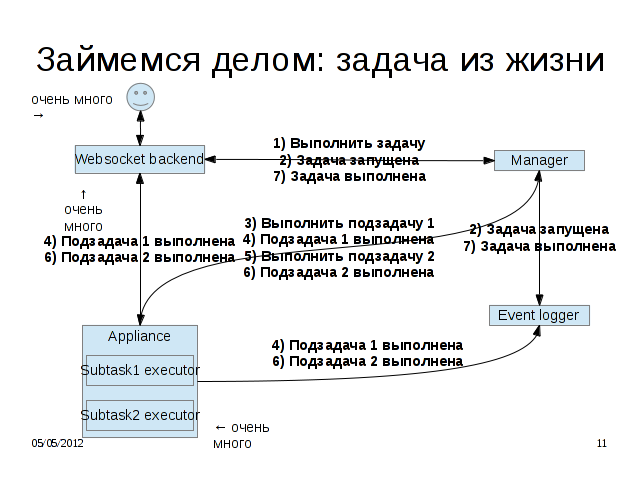 Займемся делом: задача из жизни
очень много
→
1) Выполнить задачу
2) Задача запущена
7) Задача выполнена
Websocket backend
Manager
↑
очень
много
4) Подзадача 1 выполнена
6) Подзадача 2 выполнена
3) Выполнить подзадачу 1
4) Подзадача 1 выполнена
5) Выполнить подзадачу 2
6) Подзадача 2 выполнена
2) Задача запущена
7) Задача выполнена
Event logger
Appliance
Subtask1 executor
Subtask2 executor
4) Подзадача 1 выполнена
6) Подзадача 2 выполнена
← очень
много
05/05/2012
11